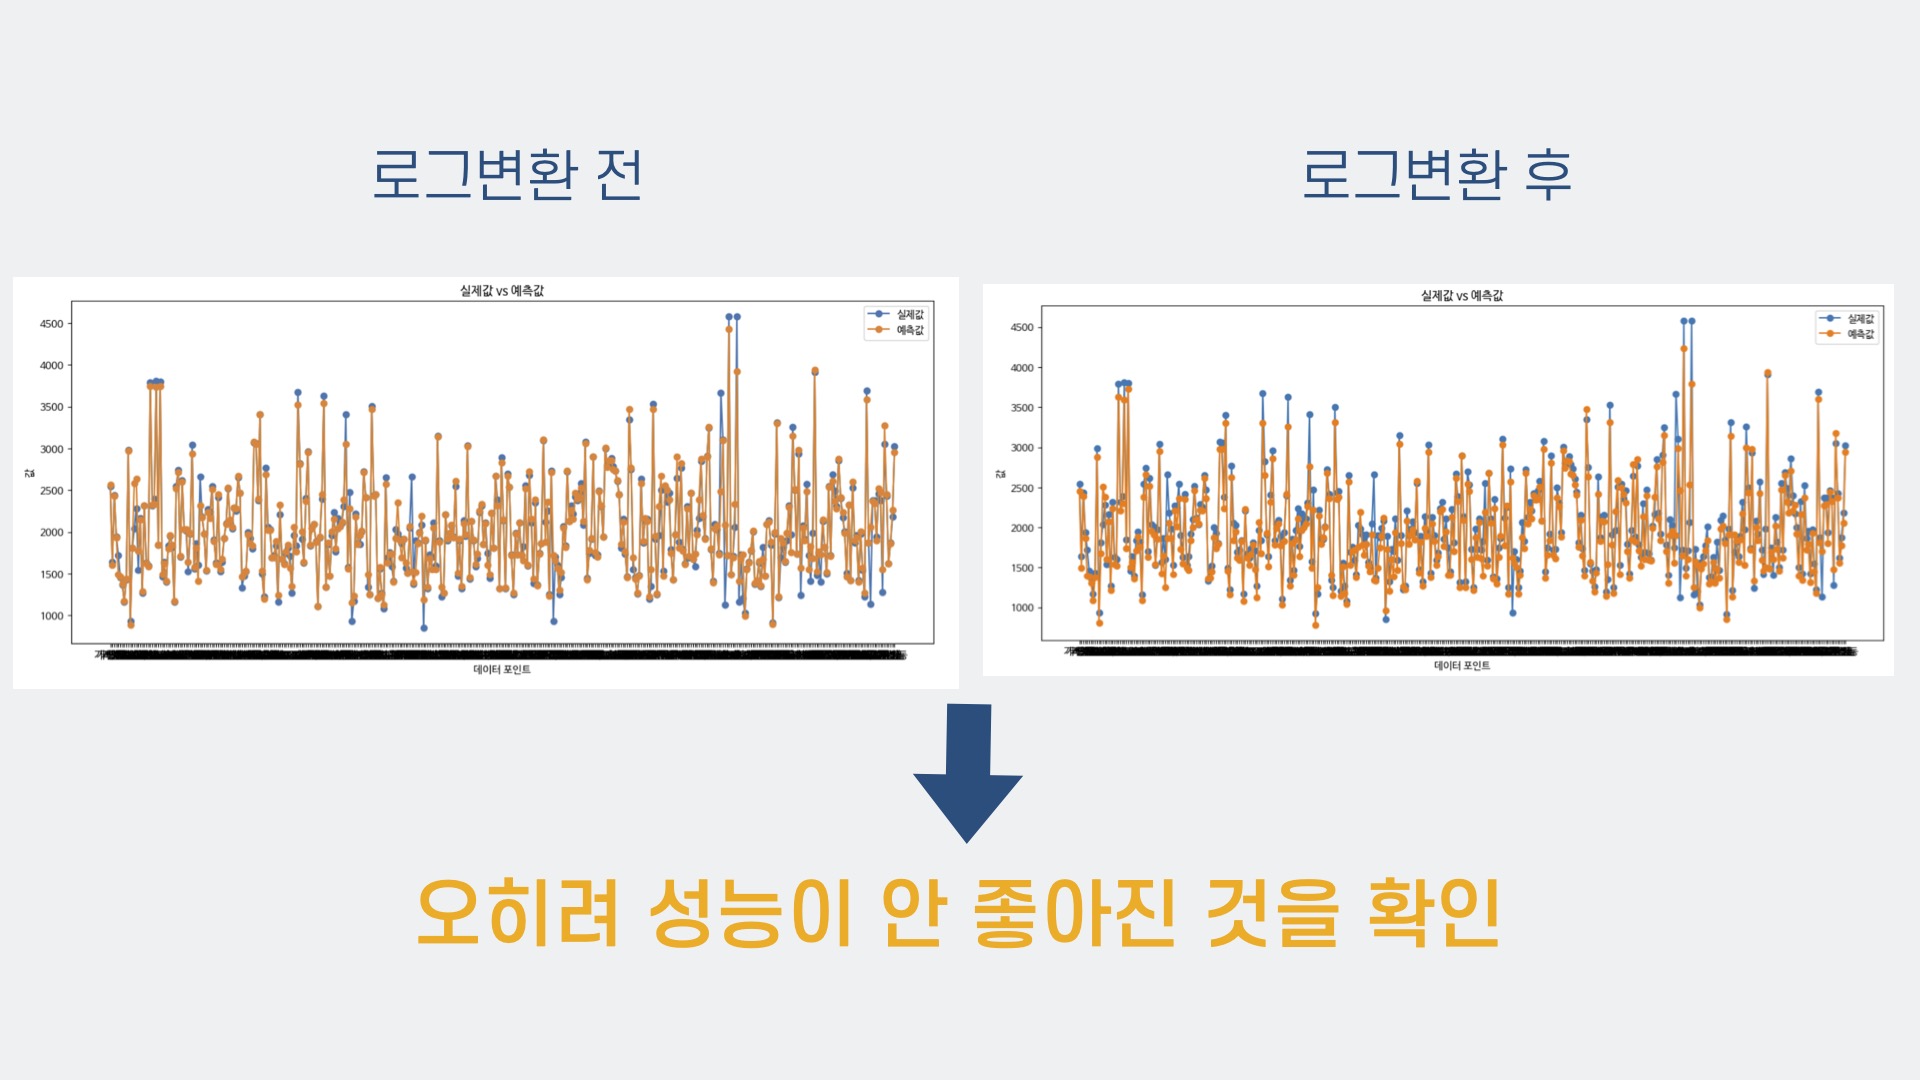 로그변환 전
로그변환 후
실제값 vs 예측값
실제값
예측값
4500
4000
3500
3000
2500
2000
1500
1000
값
데이터 포인트
실제값 vs 예측값
실제값
예측값
4500
4000
3500
3000
2500
2000
1500
1000
값
데이터 포인트
오히려 성능이 안 좋아진 것을 확인